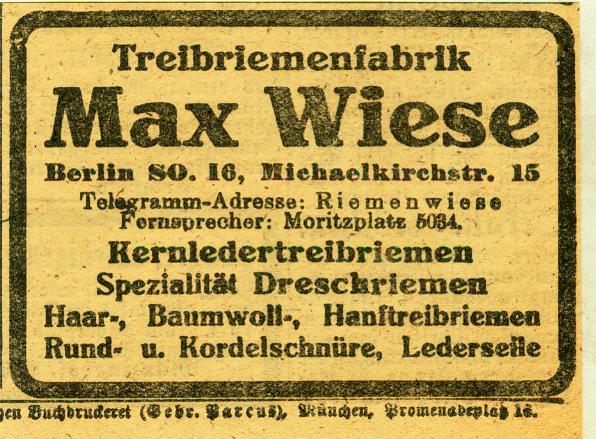 Treibriemenfabrik
Max Wiese
Berlin SO. 16, Michaelkirchstr. 15
Telegramm-Adresse: Riemenwiese
Fernsprecher: Moritzplatz 5034.
Kernledertreibriemen
Spezialität Dreschriemen
Haar-, Baumwoll-, Hanftreibriemen
Rund- u. Kordelschnüre, Lederseile
Buchdruckerei (Gebr. Parcus), München, Promenadeplatz